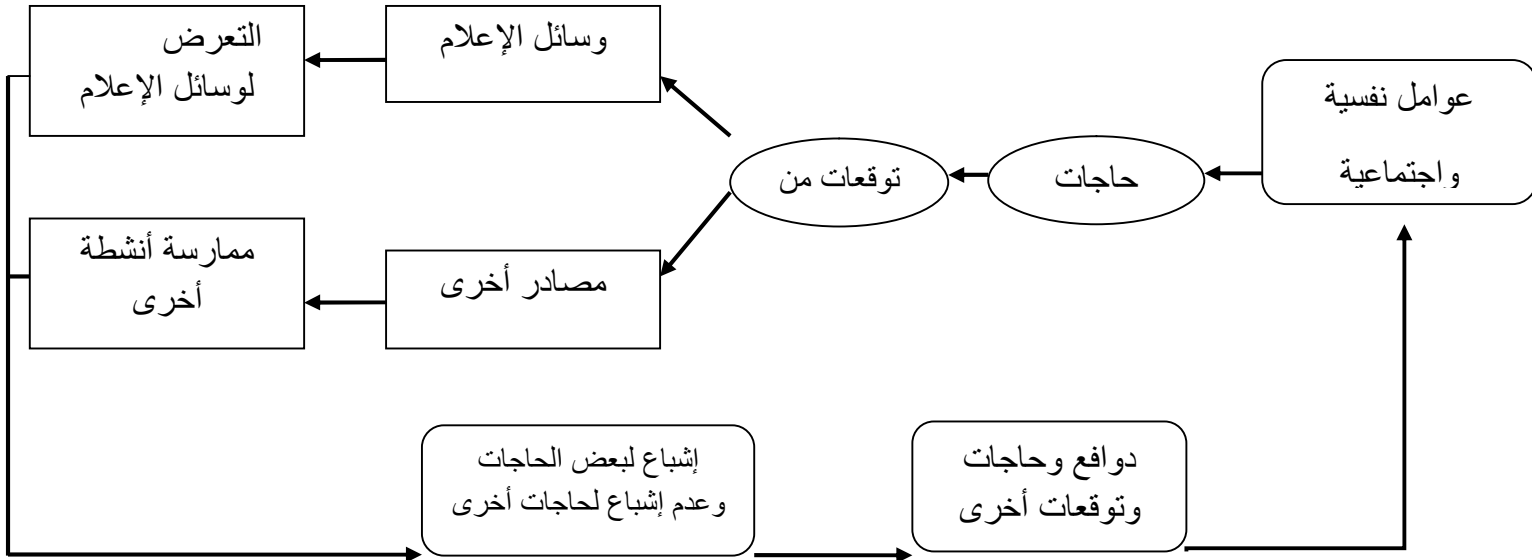 عوامل نفسية
واجتماعية
حاجات
توقعات من
وسائل الإعلام
التعرض
لوسائل الإعلام
مصادر أخرى
ممارسة أنشطة
أخرى
إشباع لبعض الحاجات
وعدم إشباع لحاجات أخرى
دوافع وحاجات
وتوقعات أخرى